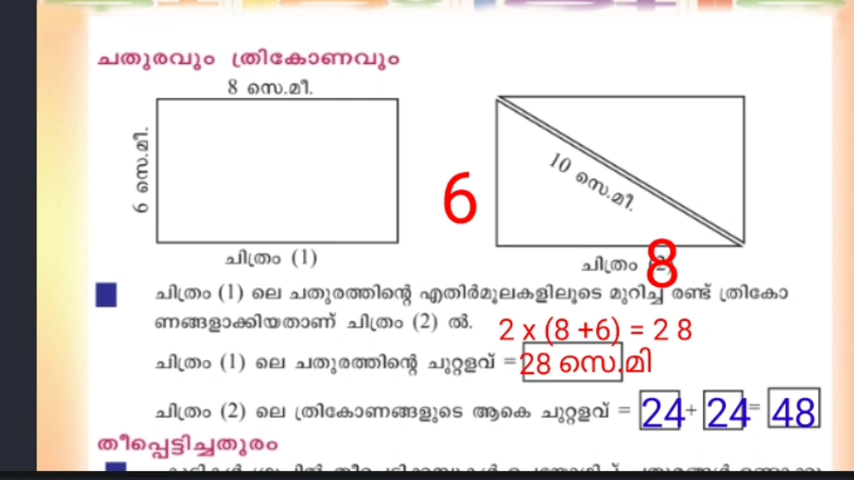 ചതുരവും ത്രികോണവും
8 സെ.മീ.
6 സെ.മീ.
10 സെ.മീ.
6
8
ചിത്രം (1)
ചിത്രം (2)
ചിത്രം (1) ലെ ചതുരത്തിന്റെ എതിർമൂലകളിലൂടെ മുറിച്ച് രണ്ട് ത്രികോ
ണങ്ങളാക്കിയതാണ് ചിത്രം (2) ൽ.
2 x (8 +6) = 2 8
ചിത്രം (1) ലെ ചതുരത്തിന്റെ ചുറ്റളവ് = 28 സെ.മി
ചിത്രം (2) ലെ ത്രികോണങ്ങളുടെ ആകെ ചുറ്റളവ് = 24 + 24 = 48
തീപ്പെട്ടിച്ചതുരം